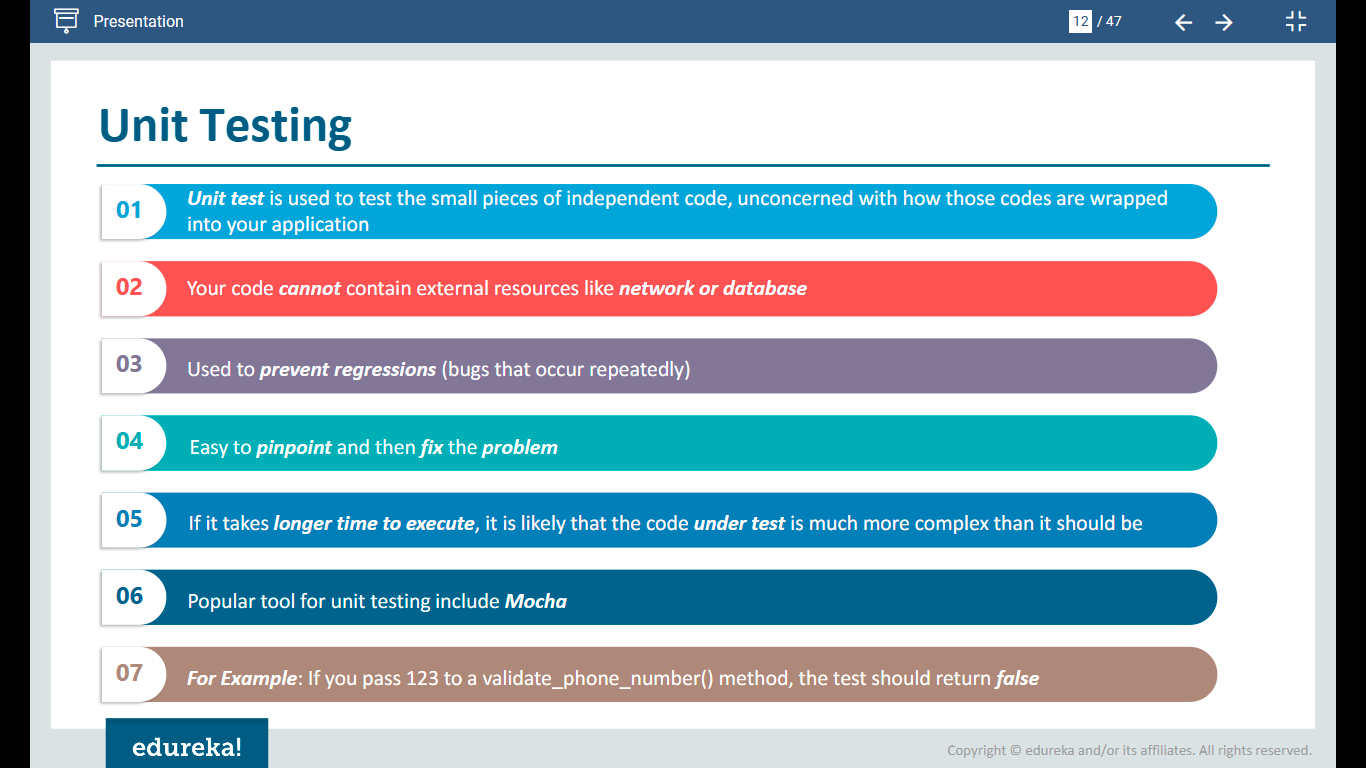 Presentation
12 / 47
Unit Testing
01
Unit test is used to test the small pieces of independent code, unconcerned with how those codes are wrapped
into your application
02
Your code cannot contain external resources like network or database
03
Used to prevent regressions (bugs that occur repeatedly)
04
Easy to pinpoint and then fix the problem
05
If it takes longer time to execute, it is likely that the code under test is much more complex than it should be
06
Popular tool for unit testing include Mocha
07
For Example: If you pass 123 to a validate_phone_number() method, the test should return false
edureka!
Copyright © edureka and/or its affiliates. All rights reserved.